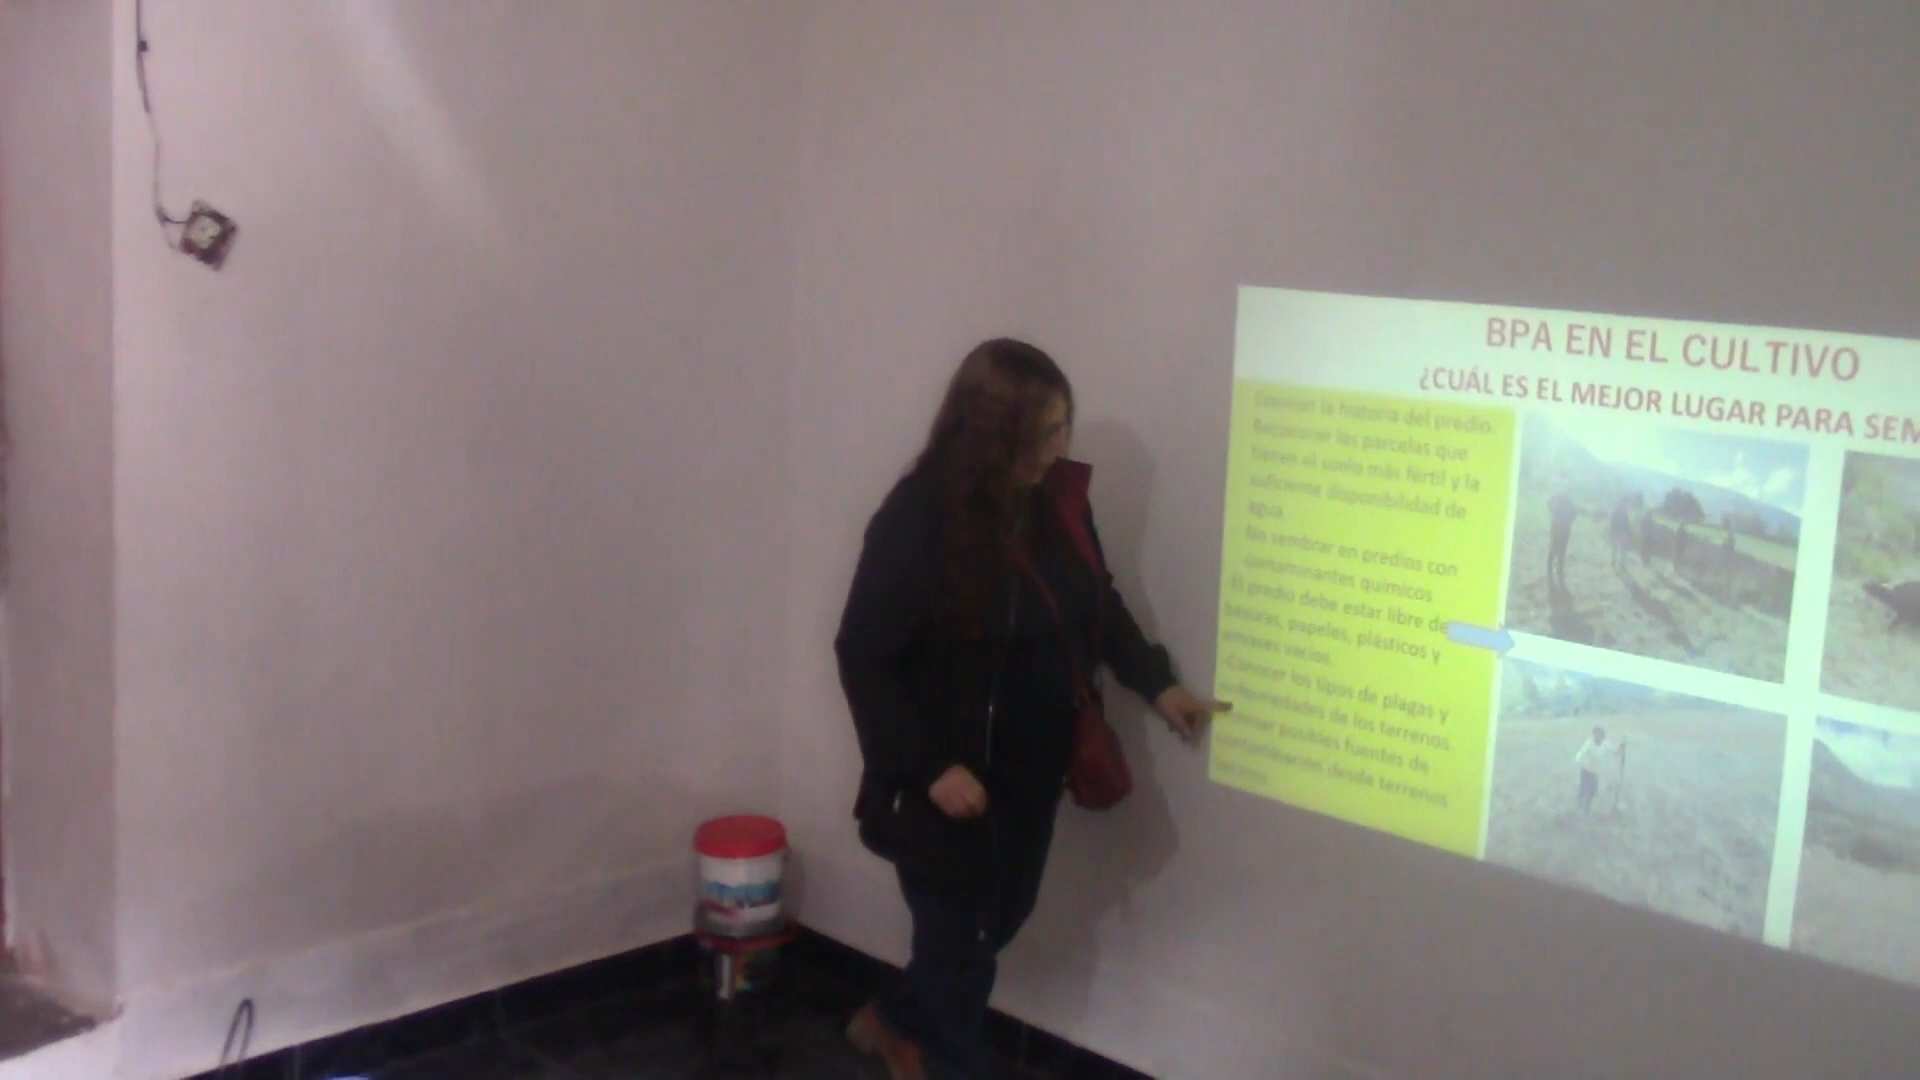 BPA EN EL CULTIVO
¿CUÁL ES EL MEJOR LUGAR PARA SEM
Conocer la historia del predio.
Reconocer las parcelas que
tienen el suelo más fértil y la
suficiente disponibilidad de
agua
No sembrar en predios con
contaminantes químicos
El predio debe estar libre de
basuras, papeles, plásticos y
envases vacíos.
Conocer los tipos de plagas y
enfermedades de los terrenos
posibles fuentes de
contaminación desde terrenos